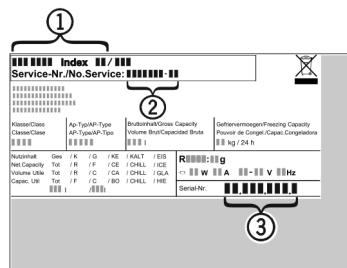 1
Index /
Service-Nr./No.Service: -
2
Klasse/Class
Classe/Clase
Ap-Typ/AP-Type
AP-Type/AP-Tipo
Bruttoinhalt/Gross Capacity
Volume Brut/Capacidad Bruta
l
Gefriervermoegen/Freezing Capacity
Pouvoir de Congel./Capac.Congeladora
kg / 24 h
Nutzinhalt Ges / K / G / KE / KALT / EIS
Net.Capacity Tot / R / F / CE / CHILL / ICE
Volume Utile Tot / R / C / CA / CHILL / GLA
Capac. Util Tot / F / C / BO / CHILL / HIE
l / l
R : g
W A - V Hz
Serial-Nr. , , ,
3